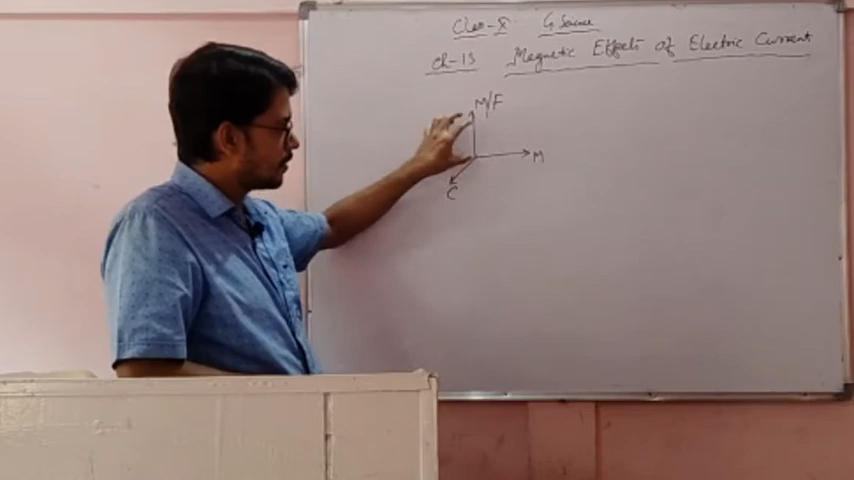 Class-X G Science
Ch-13 Magnetic Effects of Electric Current
M/F
M
C